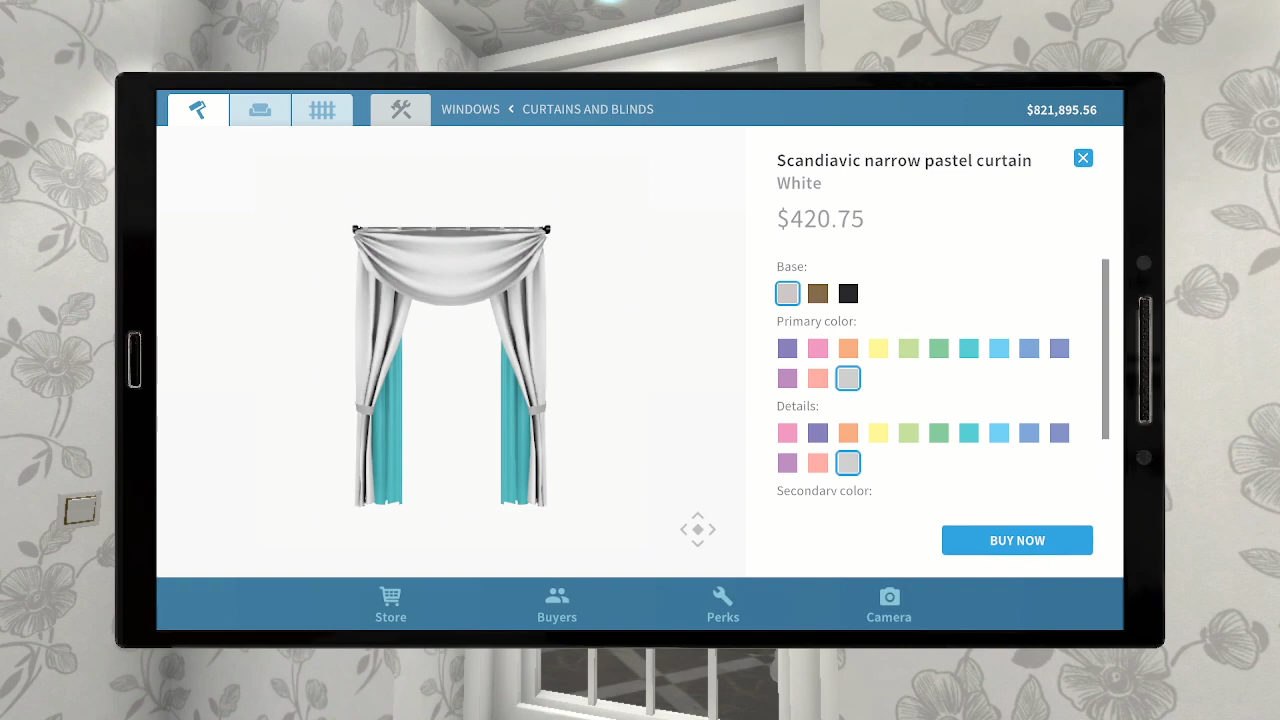 WINDOWS < CURTAINS AND BLINDS
$821,895.56
Scandiavic narrow pastel curtain
White
$420.75
Base:
Primary color:
Details:
Secondary color:
BUY NOW
Store
Buyers
Perks
Camera